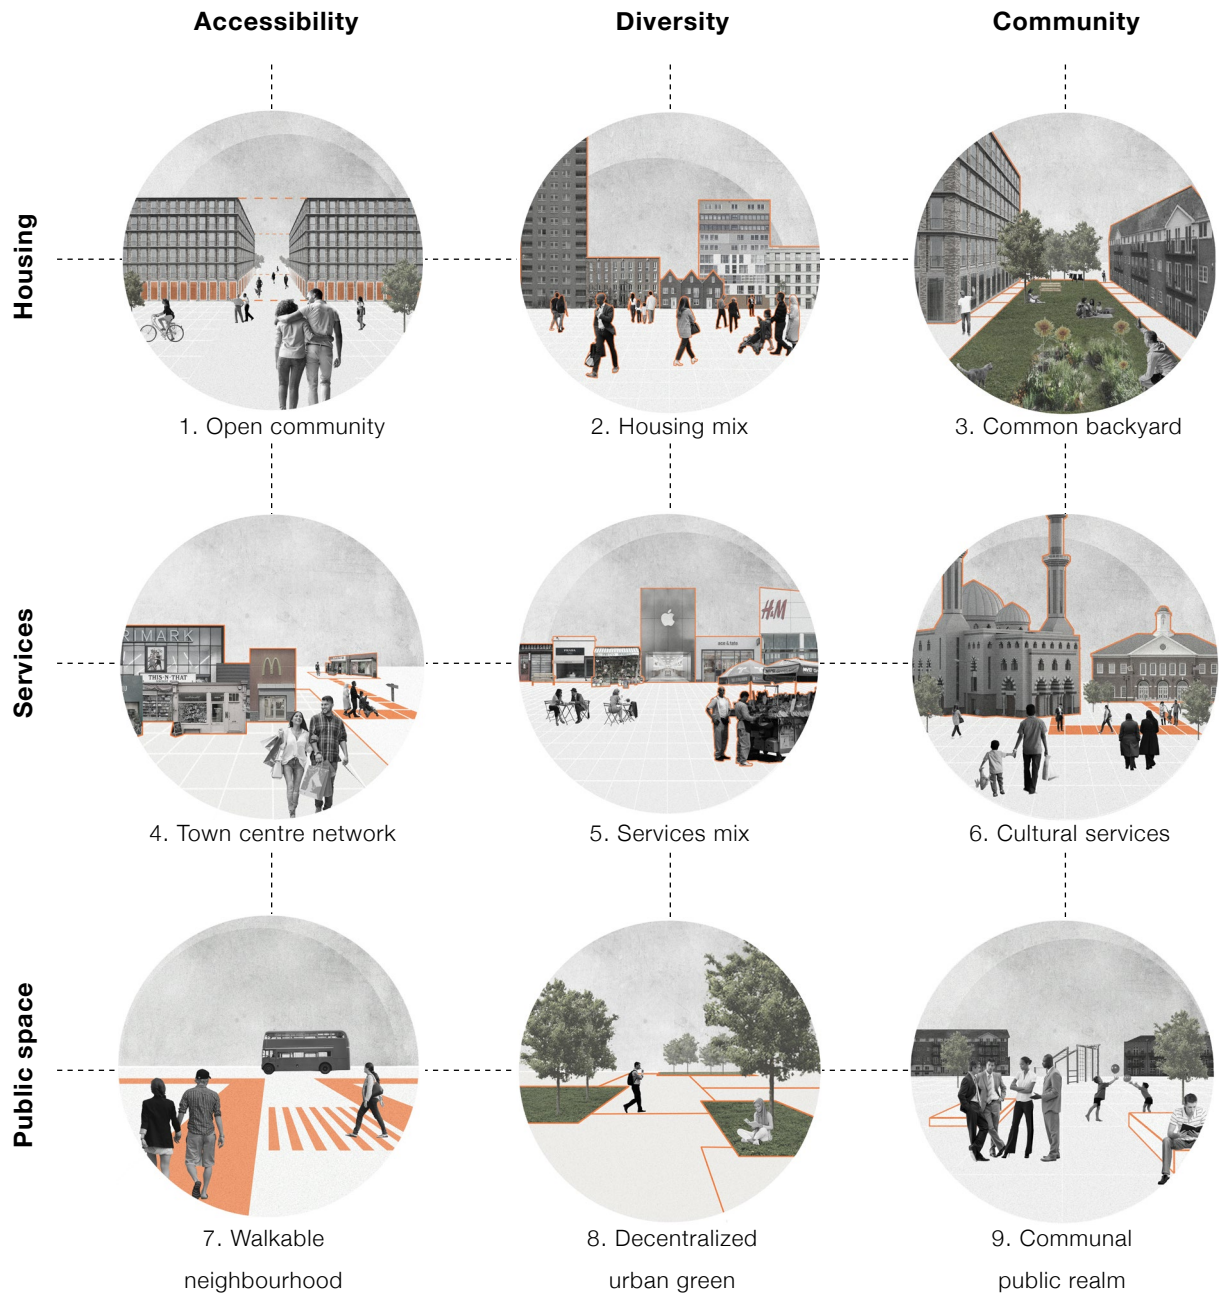 Accessibility
Diversity
Community
Housing
1. Open community
2. Housing mix
3. Common backyard
Services
RIMARK
THIS·N·THAT
H&M
4. Town centre network
5. Services mix
6. Cultural services
Public space
7. Walkable
neighbourhood
8. Decentralized
urban green
9. Communal
public realm